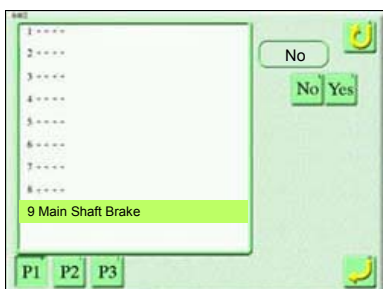 1 ----
2 ----
3 ----
4 ----
5 ----
6 ----
7 ----
8 ----
9 Main Shaft Brake
No
No Yes
P1 P2 P3